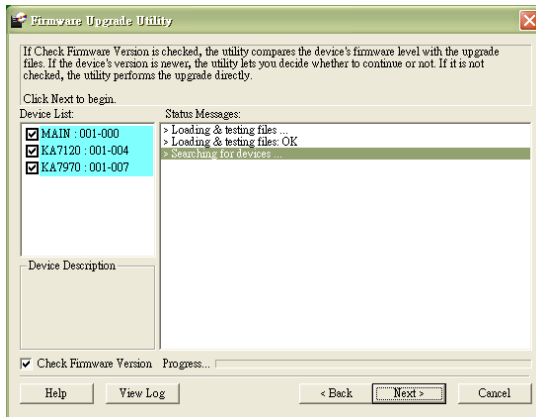 Firmware Upgrade Utility
If Check Firmware Version is checked, the utility compares the device's firmware level with the upgrade
files. If the device's version is newer, the utility lets you decide whether to continue or not. If it is not
checked, the utility performs the upgrade directly.
Click Next to begin.
Device List:
MAIN : 001-000
KA7120 : 001-004
KA7970 : 001-007
Status Messages:
> Loading & testing files ...
> Loading & testing files: OK
> Searching for devices ...
Device Description
Check Firmware Version Progress...
Help View Log < Back Next > Cancel